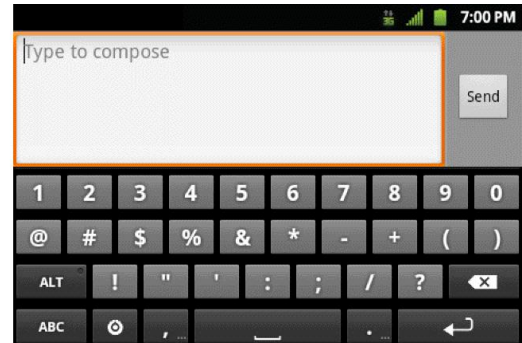 3G 7:00 PM
Type to compose
Send
1 2 3 4 5 6 7 8 9 0
@ # $ % & * - + ( )
ALT ! " ' : ; / ?
ABC , ... . ...